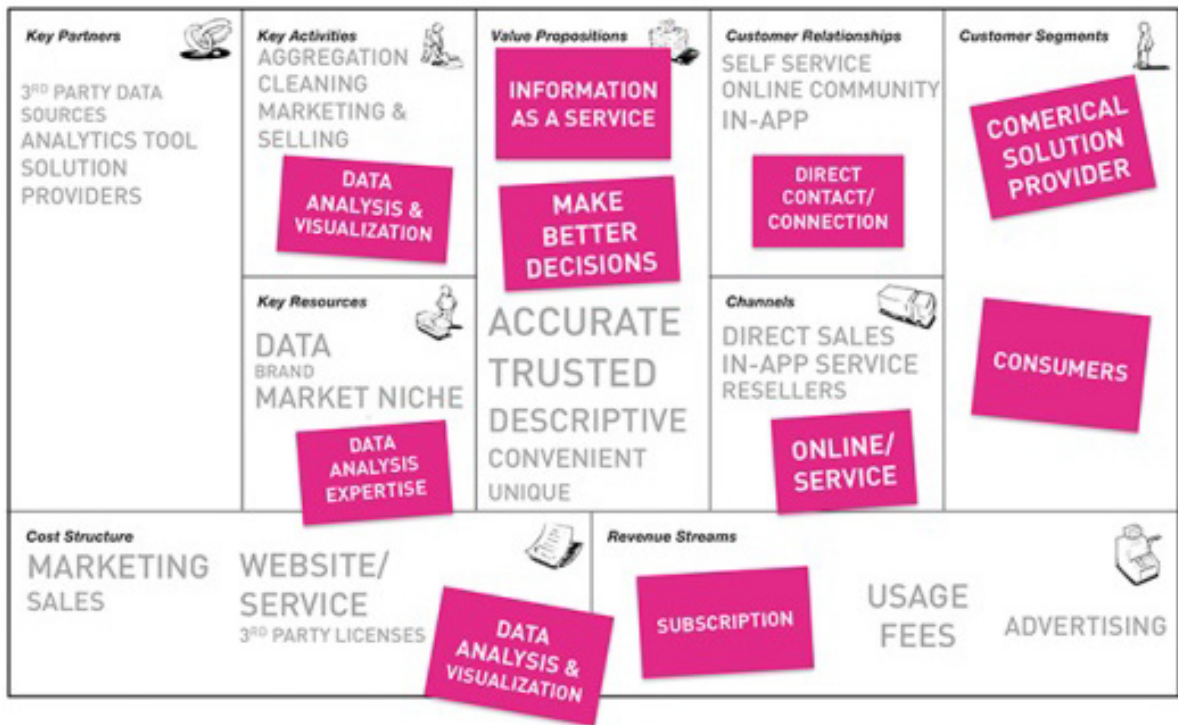 Key Partners
3RD PARTY DATA
SOURCES
ANALYTICS TOOL
SOLUTION
PROVIDERS
Key Activities
AGGREGATION
CLEANING
MARKETING &
SELLING
DATA
ANALYSIS &
VISUALIZATION
Key Resources
DATA
BRAND
MARKET NICHE
DATA
ANALYSIS
EXPERTISE
Value Propositions
INFORMATION
AS A SERVICE
MAKE
BETTER
DECISIONS
ACCURATE
TRUSTED
DESCRIPTIVE
CONVENIENT
UNIQUE
Customer Relationships
SELF SERVICE
ONLINE COMMUNITY
IN-APP
DIRECT
CONTACT/
CONNECTION
Channels
DIRECT SALES
IN-APP SERVICE
RESELLERS
ONLINE/
SERVICE
Customer Segments
COMERICAL
SOLUTION
PROVIDER
CONSUMERS
Cost Structure
MARKETING
SALES
WEBSITE/
SERVICE
3RD PARTY LICENSES
DATA
ANALYSIS &
VISUALIZATION
Revenue Streams
SUBSCRIPTION
USAGE
FEES
ADVERTISING